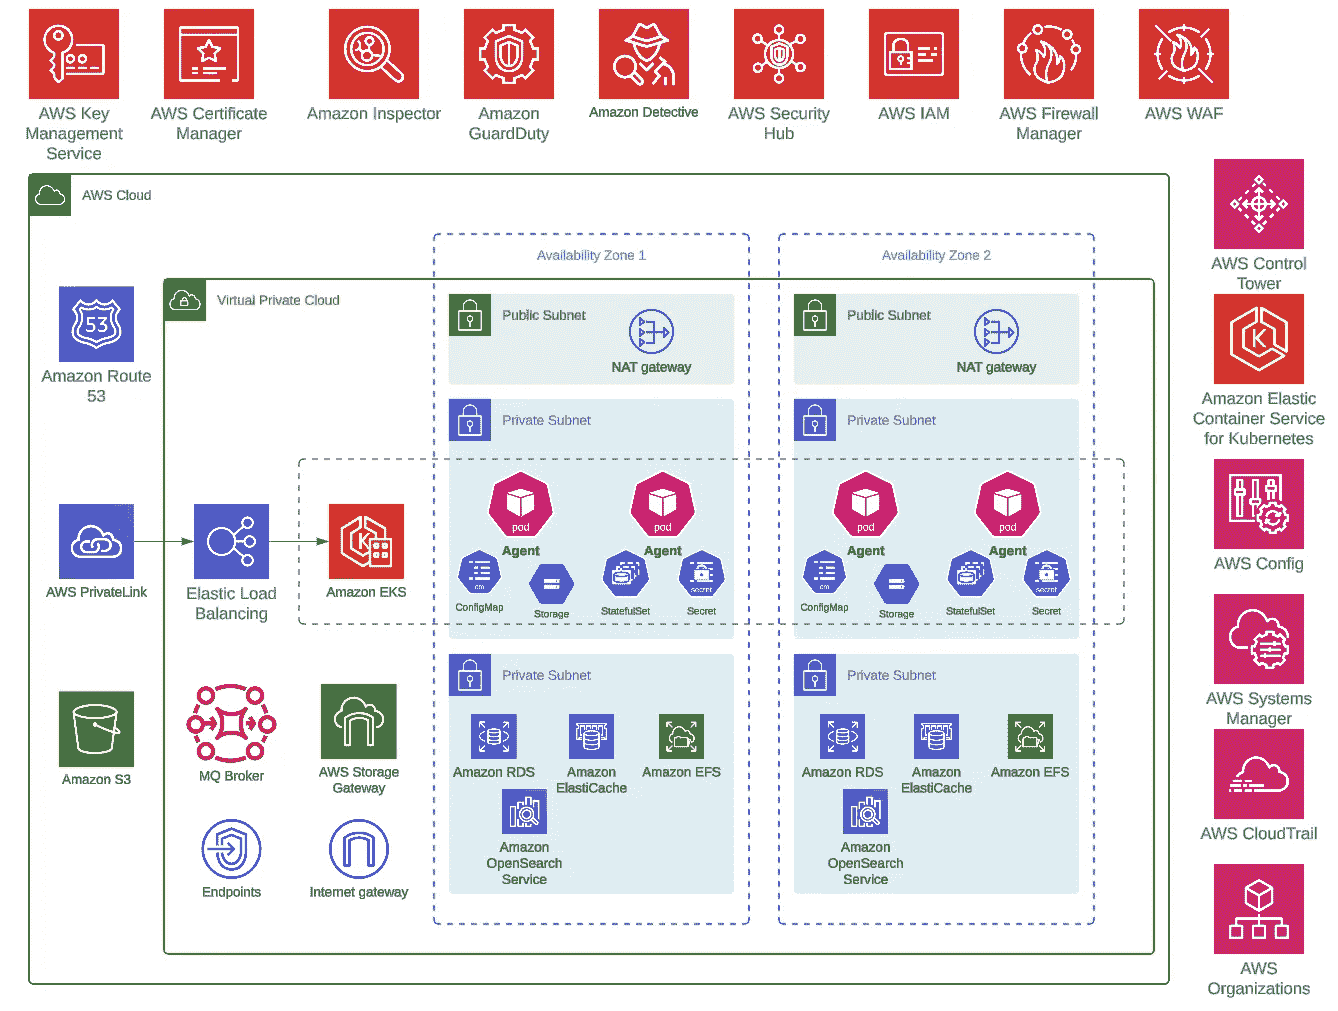 AWS Key
Management
Service
AWS Certificate
Manager
Amazon Inspector
Amazon
GuardDuty
Amazon Detective
AWS Security
Hub
AWS IAM
AWS Firewall
Manager
AWS WAF
AWS Cloud
Availability Zone 1
Availability Zone 2
AWS Control
Tower
Virtual Private Cloud
53
Amazon Route
53
Public Subnet
NAT gateway
Public Subnet
NAT gateway
K
Amazon Elastic
Container Service
for Kubernetes
Private Subnet
Private Subnet
AWS PrivateLink
Elastic Load
Balancing
K
Amazon EKS
pod
Agent
pod
Agent
cm
ConfigMap
Storage
StatefulSet
secret
Secret
pod
Agent
pod
Agent
cm
ConfigMap
Storage
StatefulSet
secret
Secret
AWS Config
Private Subnet
Private Subnet
AWS Systems
Manager
Amazon S3
MQ Broker
AWS Storage
Gateway
Amazon RDS
Amazon
ElastiCache
Amazon EFS
Amazon
OpenSearch
Service
Amazon RDS
Amazon
ElastiCache
Amazon EFS
Amazon
OpenSearch
Service
AWS CloudTrail
Endpoints
Internet gateway
AWS
Organizations